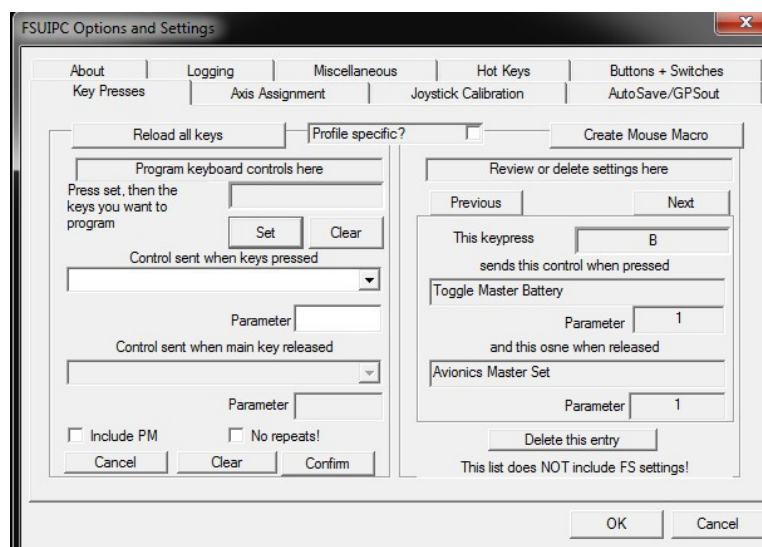 FSUIPC Options and Settings
x
About Logging Miscellaneous Hot Keys Buttons + Switches
Key Presses Axis Assignment Joystick Calibration AutoSave/GPSout
Reload all keys Profile specific? Create Mouse Macro
Program keyboard controls here
Press set, then the
keys you want to
program
Set Clear
Control sent when keys pressed
Parameter
Control sent when main key released
Parameter
Include PM No repeats!
Cancel Clear Confirm
Review or delete settings here
Previous Next
This keypress B
sends this control when pressed
Toggle Master Battery
Parameter 1
and this osne when released
Avionics Master Set
Parameter 1
Delete this entry
This list does NOT include FS settings!
OK Cancel